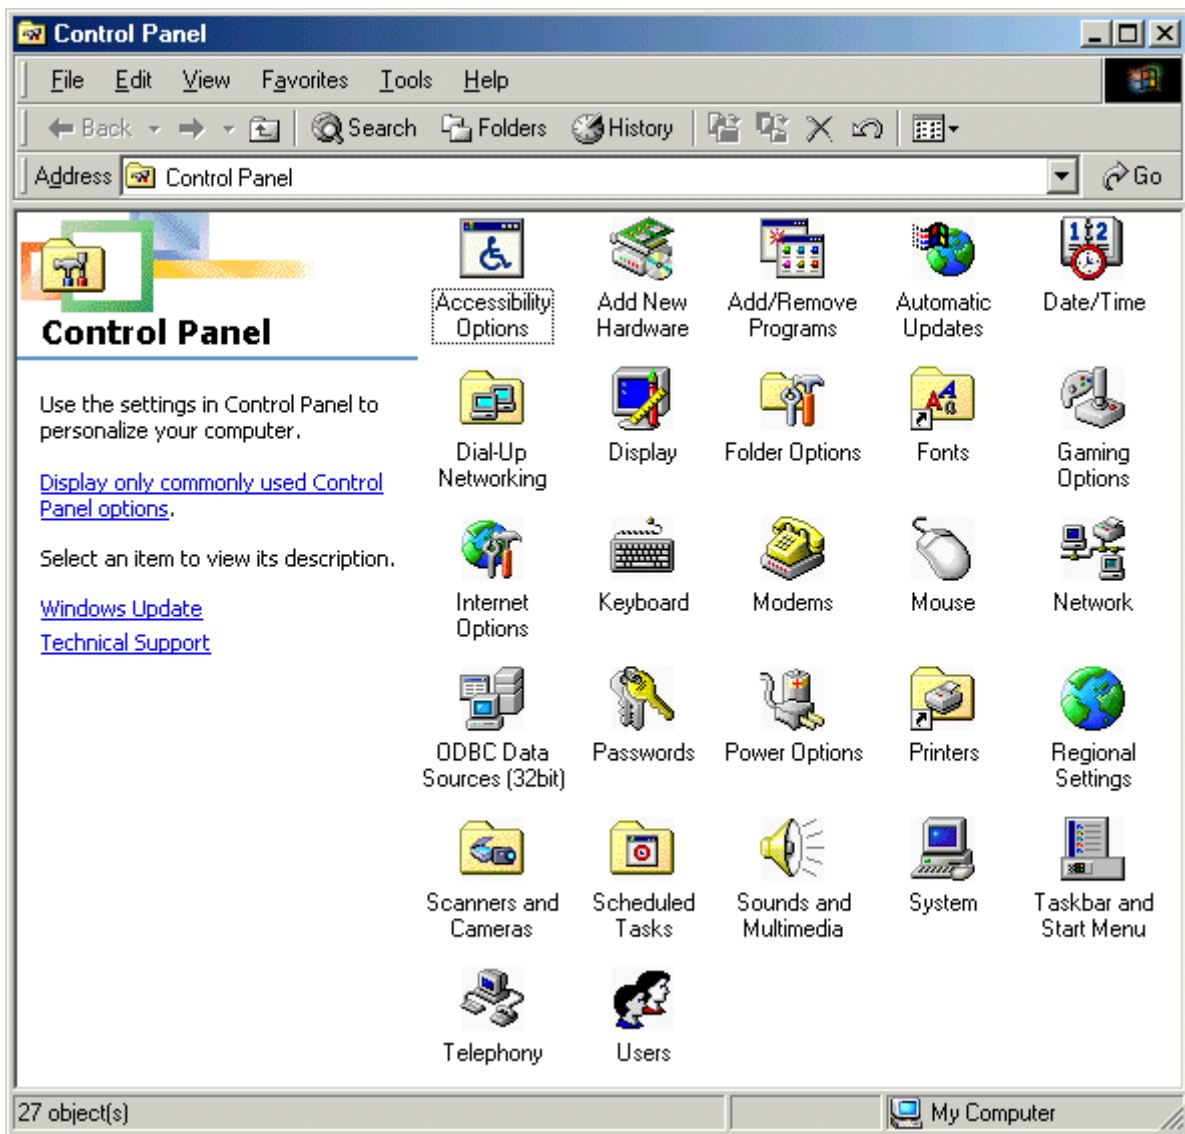 Control Panel
File Edit View Favorites Tools Help
Back Search Folders History
Address Control Panel Go
Control Panel
Use the settings in Control Panel to
personalize your computer.
Display only commonly used Control
Panel options.
Select an item to view its description.
Windows Update
Technical Support
Accessibility
Options
Add New
Hardware
Add/Remove
Programs
Automatic
Updates
Date/Time
Dial-Up
Networking
Display
Folder Options
Fonts
Gaming
Options
Internet
Options
Keyboard
Modems
Mouse
Network
ODBC Data
Sources (32bit)
Passwords
Power Options
Printers
Regional
Settings
Scanners and
Cameras
Scheduled
Tasks
Sounds and
Multimedia
System
Taskbar and
Start Menu
Telephony
Users
27 object(s) My Computer